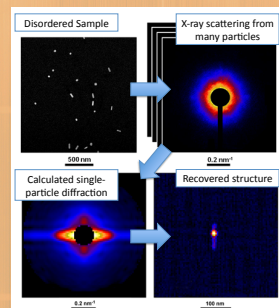 Disordered Sample
X-ray scattering from
many particles
500 nm
0.2 nm⁻¹
Calculated single-
particle diffraction
Recovered structure
0.2 nm⁻¹
100 nm